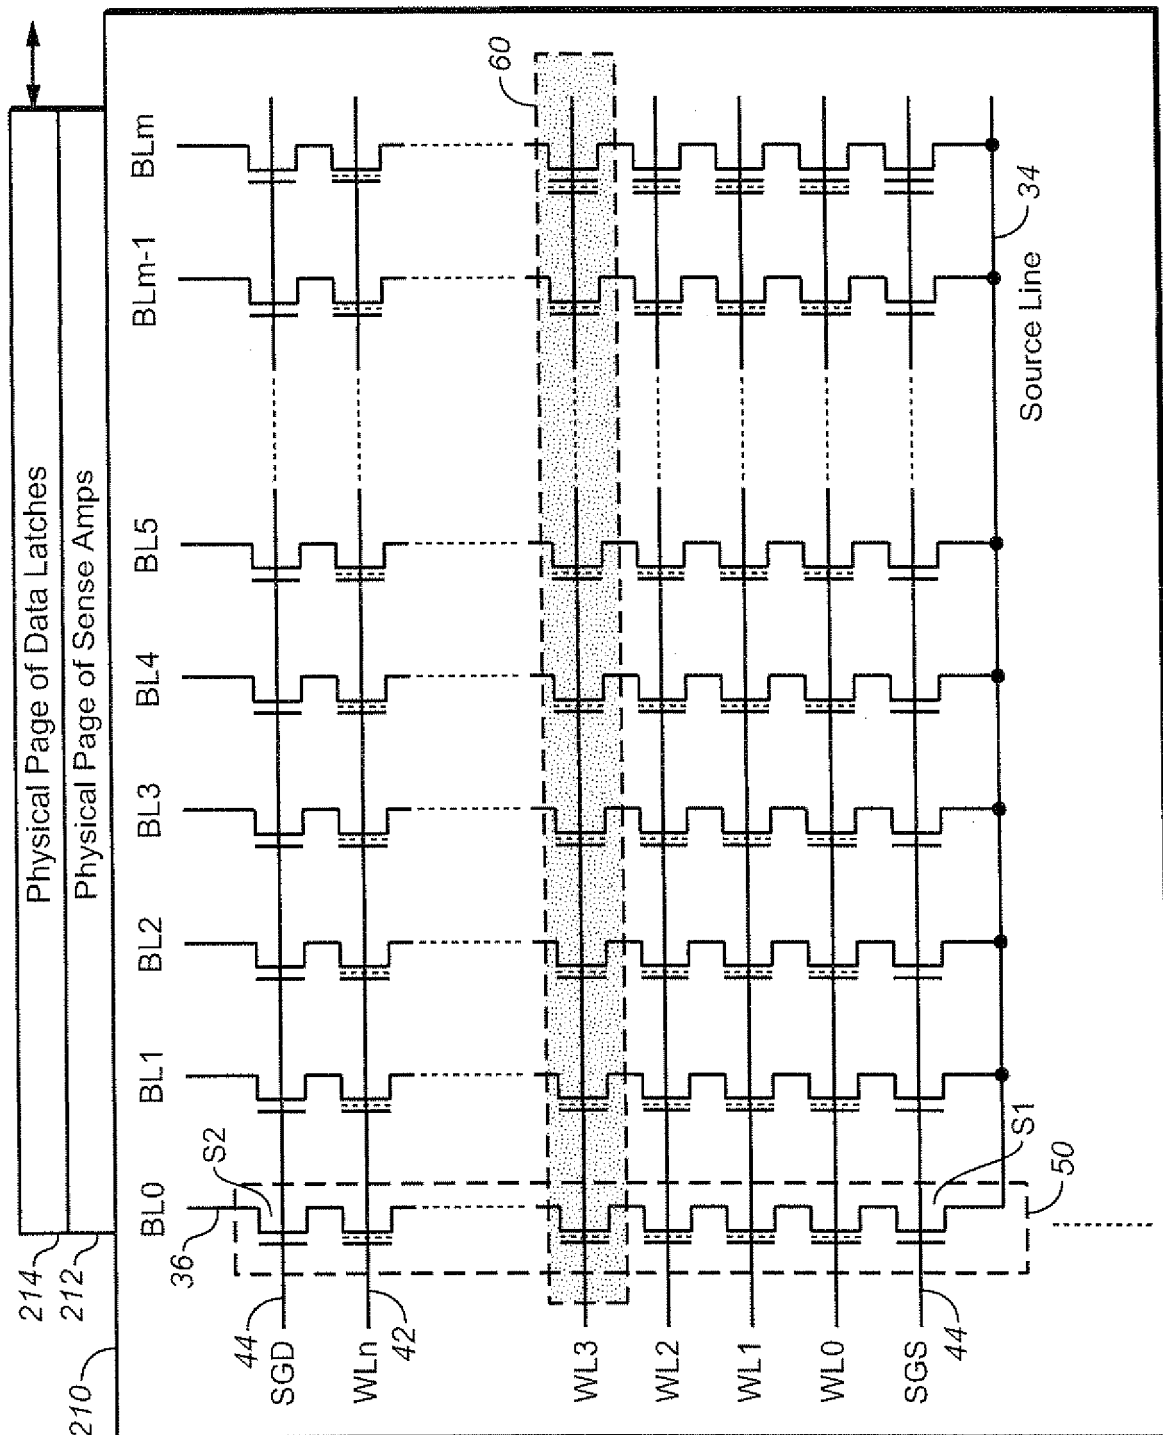 Physical Page of Data Latches
Physical Page of Sense Amps
214
212
210
BL0
BL1
BL2
BL3
BL4
BL5
BLm-1
BLm
36
S2
60
44
SGD
WLn
42
WL3
WL2
WL1
WL0
SGS
44
S1
50
Source Line
34